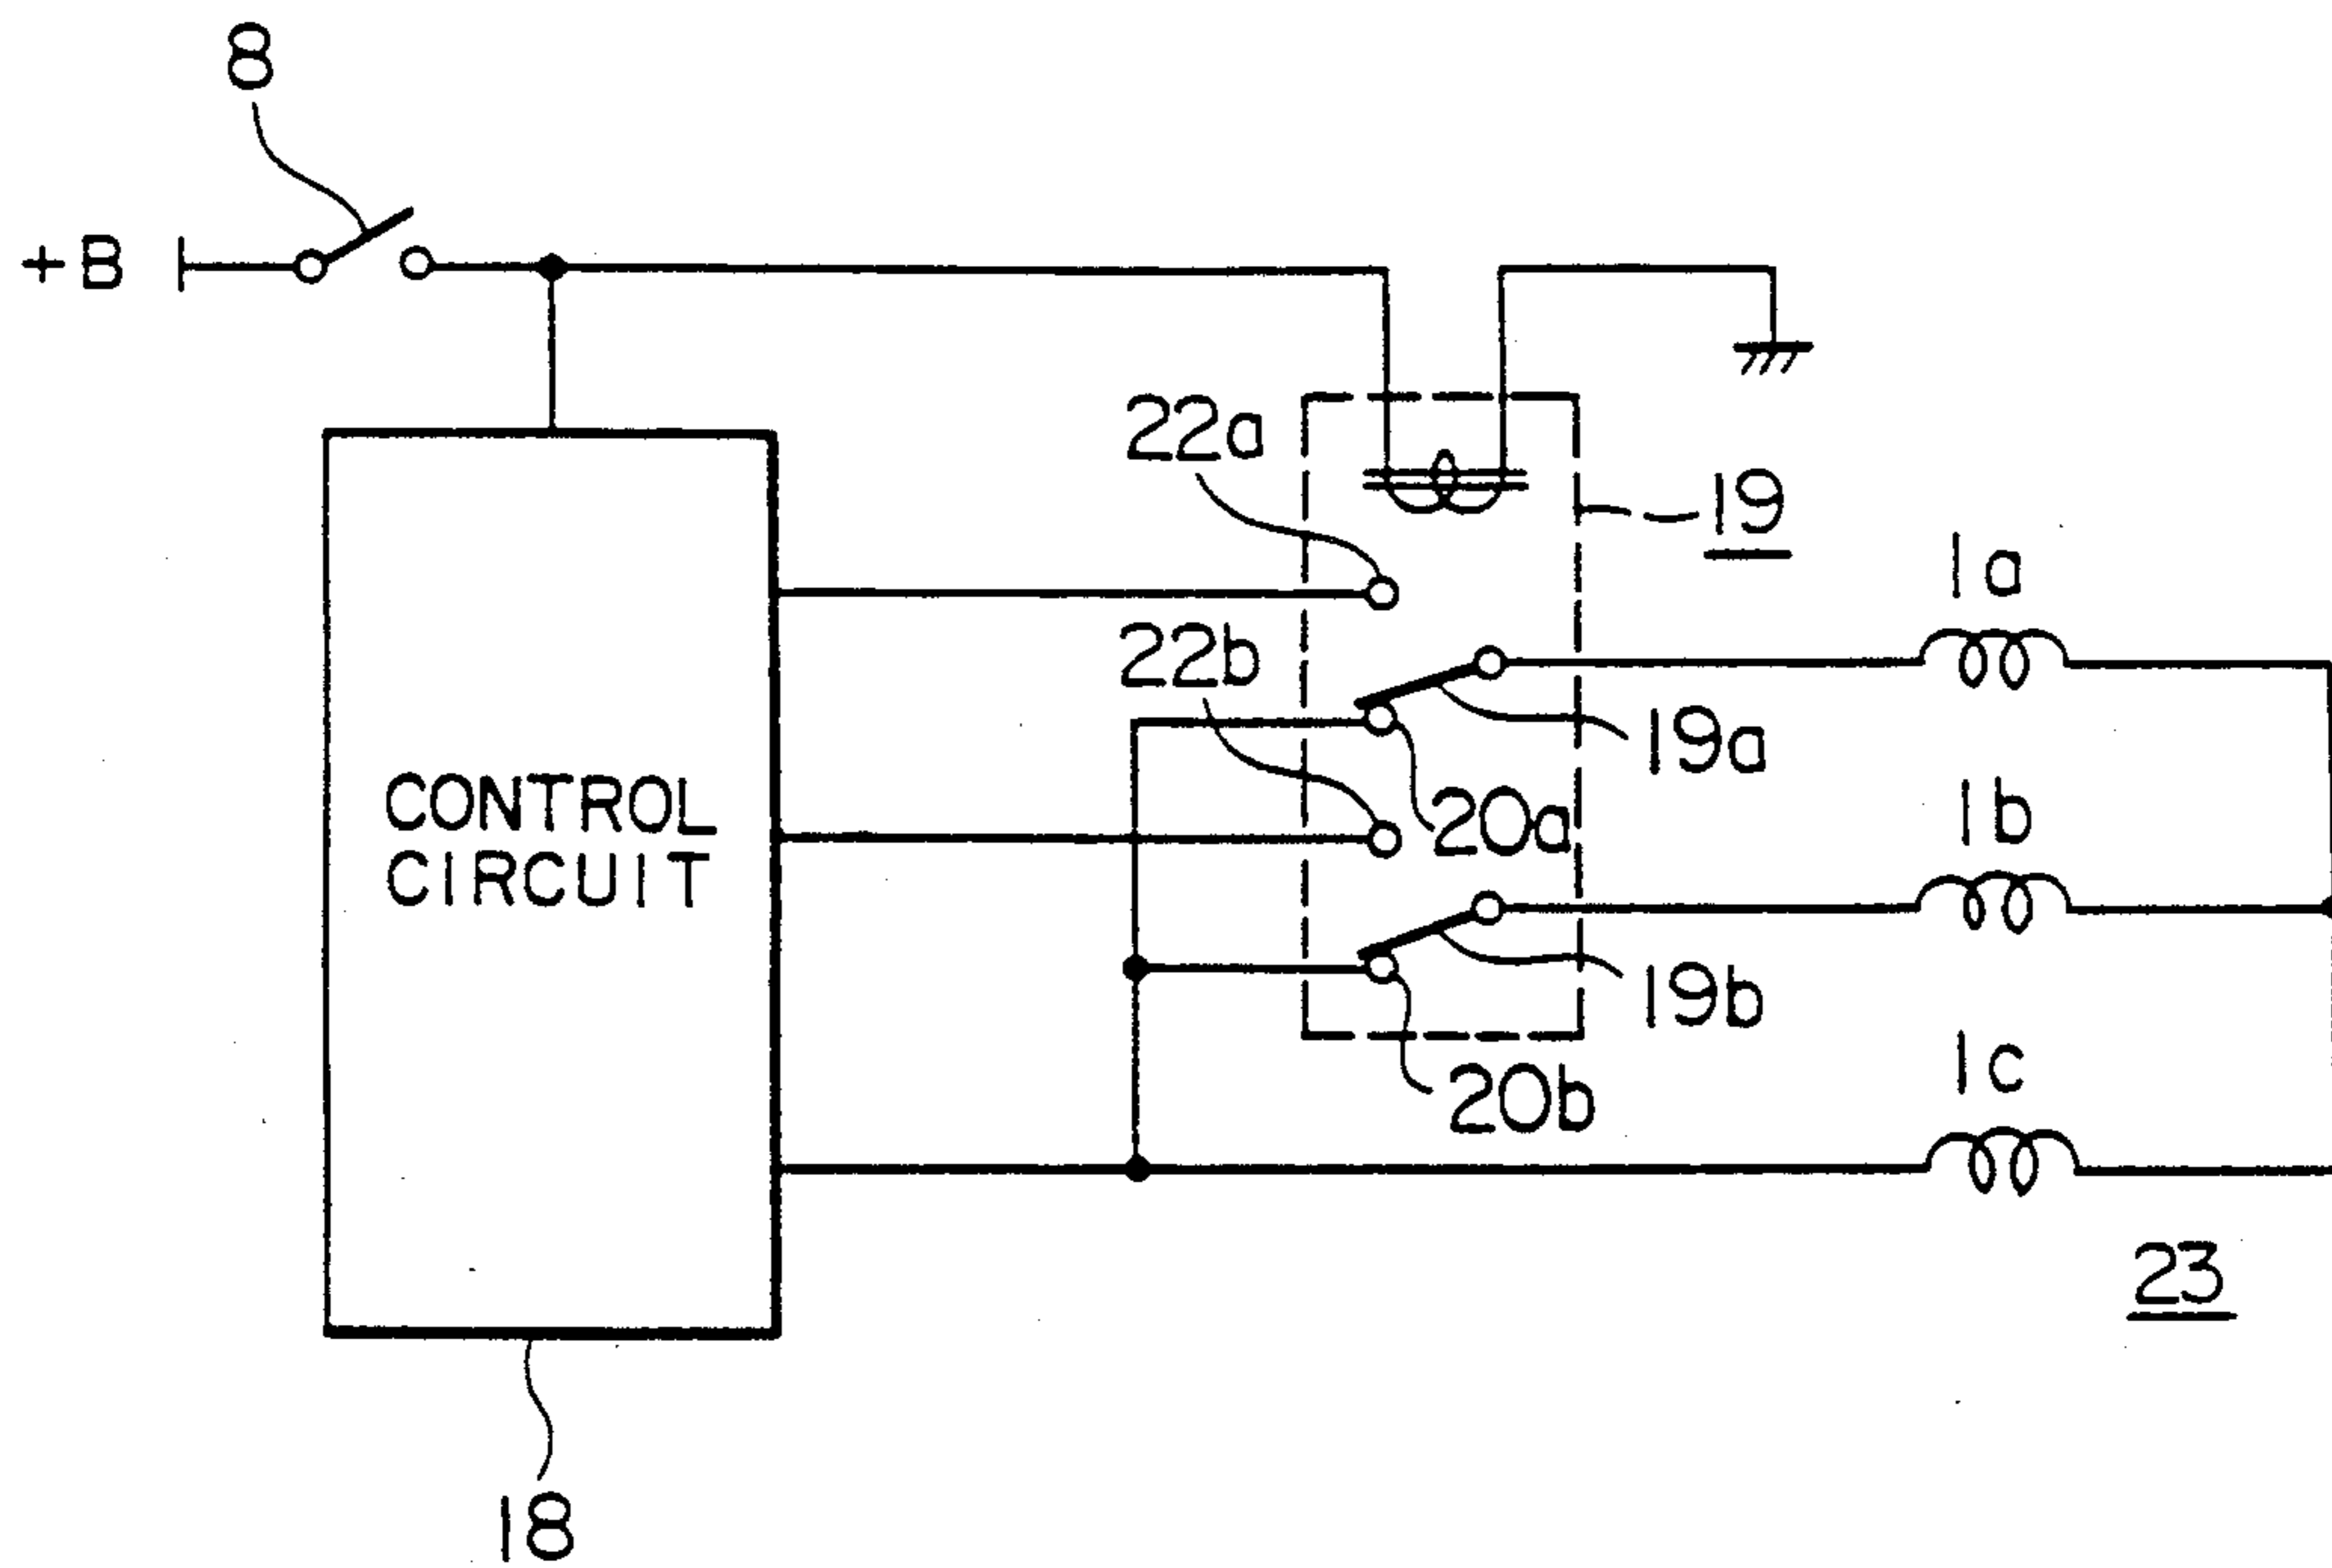 8
+B
22a
19
1a
22b
19a
CONTROL
CIRCUIT
20a
1b
19b
1c
20b
23
18